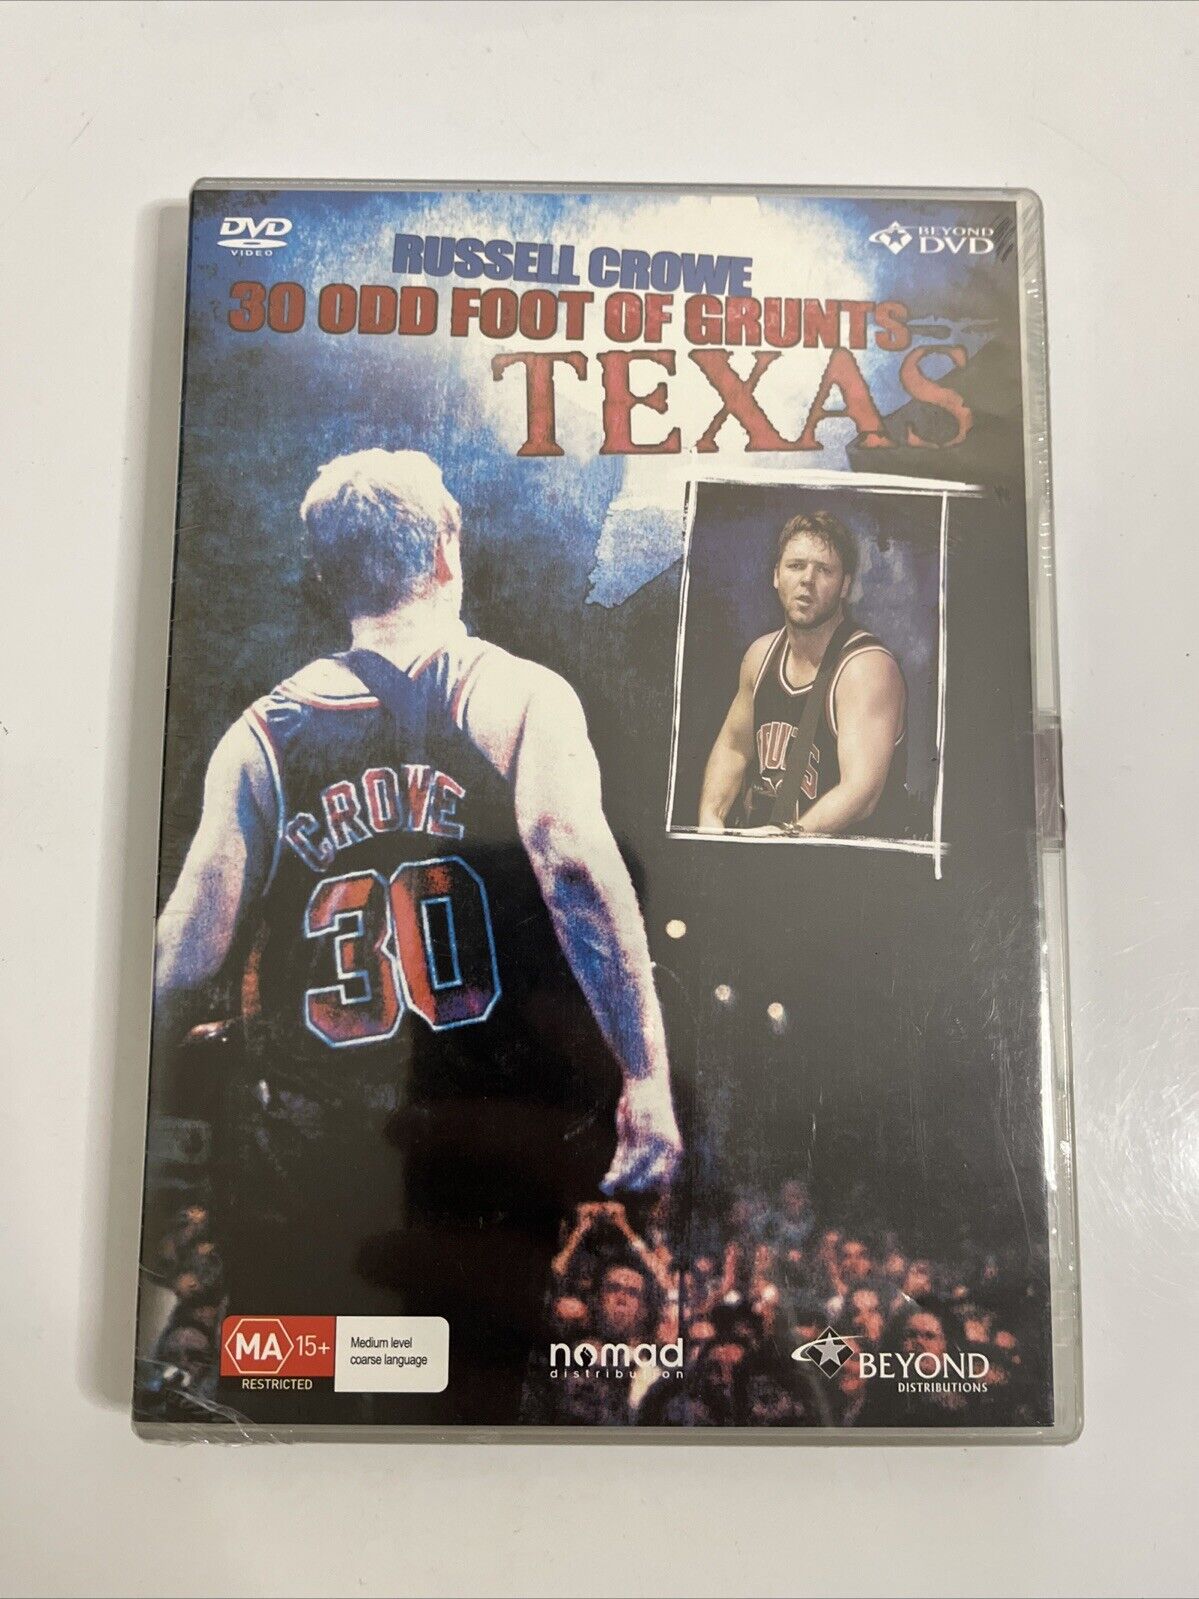 DVD
VIDEO
BEYOND
DVD
RUSSELL CROWE
30 ODD FOOT OF GRUNTS
TEXAS
CROWE
30
MA 15+
RESTRICTED
Medium level
coarse language
nomad
distribution
BEYOND
DISTRIBUTIONS